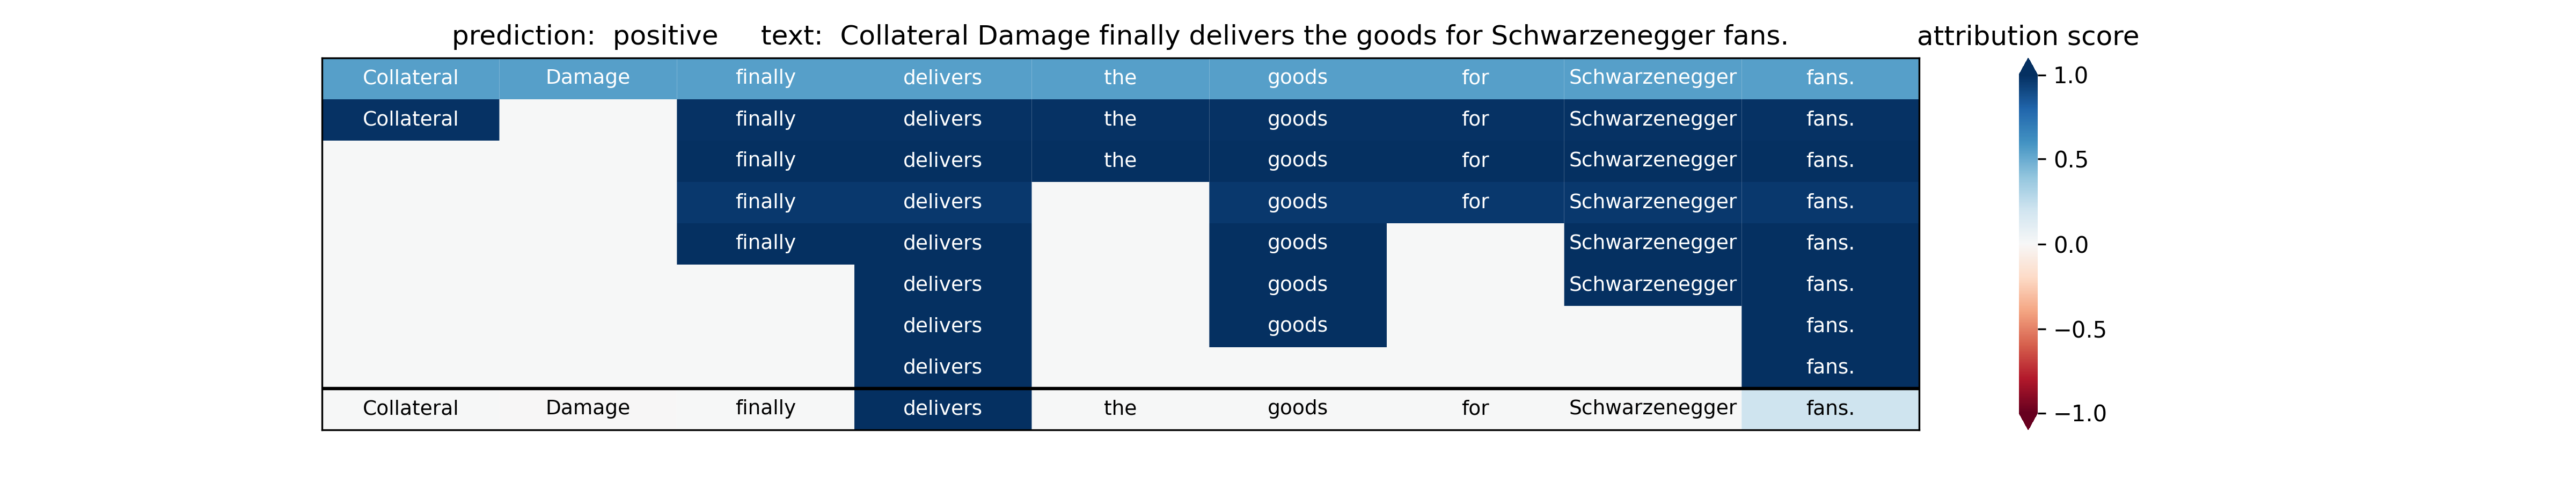 prediction: positive text: Collateral Damage finally delivers the goods for Schwarzenegger fans.
attribution score
Collateral Damage finally delivers the goods for Schwarzenegger fans.
Collateral finally delivers the goods for Schwarzenegger fans.
finally delivers the goods for Schwarzenegger fans.
finally delivers goods for Schwarzenegger fans.
finally delivers goods Schwarzenegger fans.
delivers goods Schwarzenegger fans.
delivers goods fans.
delivers fans.
Collateral Damage finally delivers the goods for Schwarzenegger fans.
1.0
0.5
0.0
−0.5
−1.0